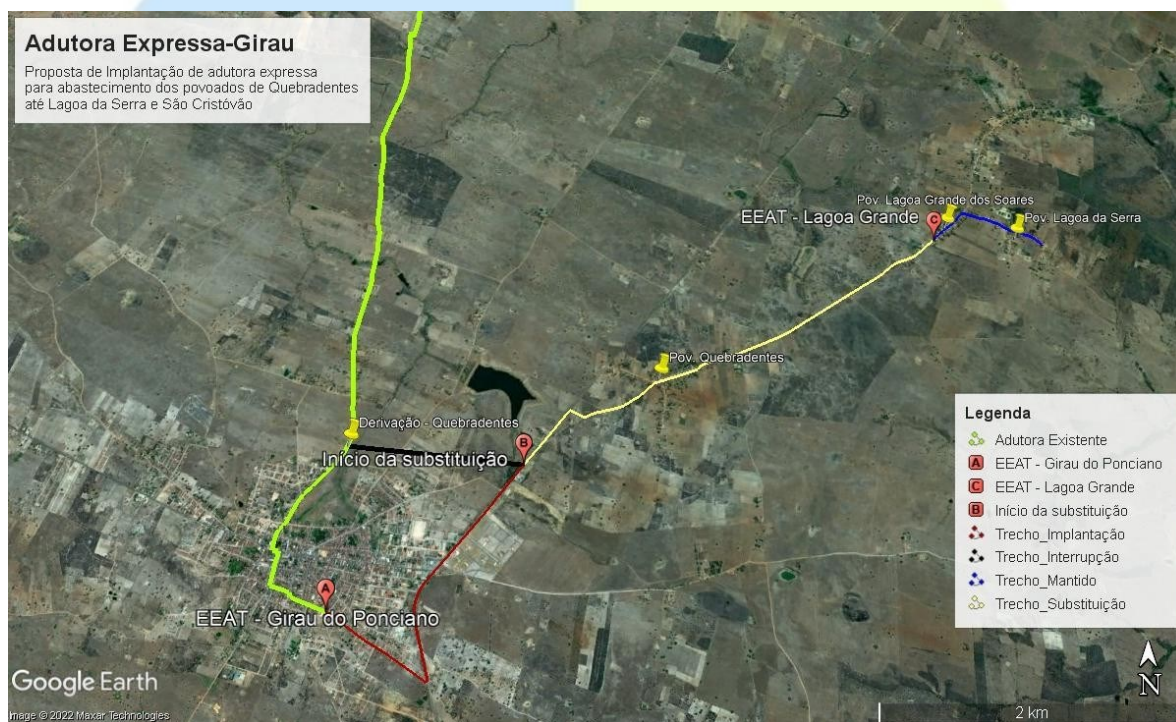 Adutora Expressa-Girau
Proposta de Implantação de adutora expressa
para abastecimento dos povoados de Quebradentes
até Lagoa da Serra e São Cristóvão
Pov. Lagoa Grande dos Soares
EEAT - Lagoa Grande
C
Pov. Lagoa da Serra
Pov. Quebradentes
Derivação - Quebradentes
B
Início da substituição
A
EEAT - Girau do Ponciano
Legenda
Adutora Existente
A EEAT - Girau do Ponciano
C EEAT - Lagoa Grande
B Início da substituição
Trecho_Implantação
Trecho_Interrupção
Trecho_Mantido
Trecho_Substituição
N
Google Earth
Image © 2022 Maxar Technologies
2 km